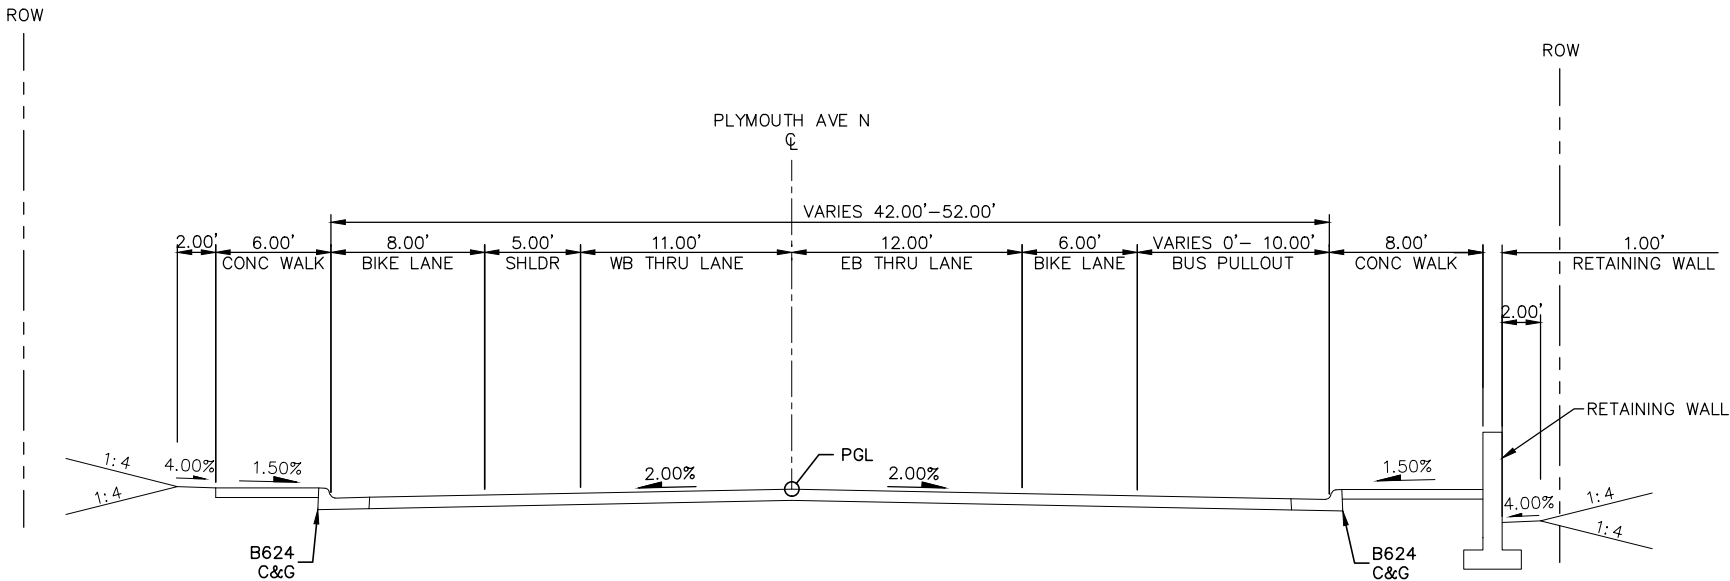 ROW
ROW
PLYMOUTH AVE N
℄
VARIES 42.00'-52.00'
2.00'
6.00'
8.00'
5.00'
11.00'
12.00'
6.00'
VARIES 0'- 10.00'
8.00'
1.00'
CONC WALK
BIKE LANE
SHLDR
WB THRU LANE
EB THRU LANE
BIKE LANE
BUS PULLOUT
CONC WALK
RETAINING WALL
2.00'
RETAINING WALL
1:4
4.00%
1.50%
2.00%
PGL
2.00%
1.50%
1:4
4.00%
1:4
1:4
B624
C&G
B624
C&G